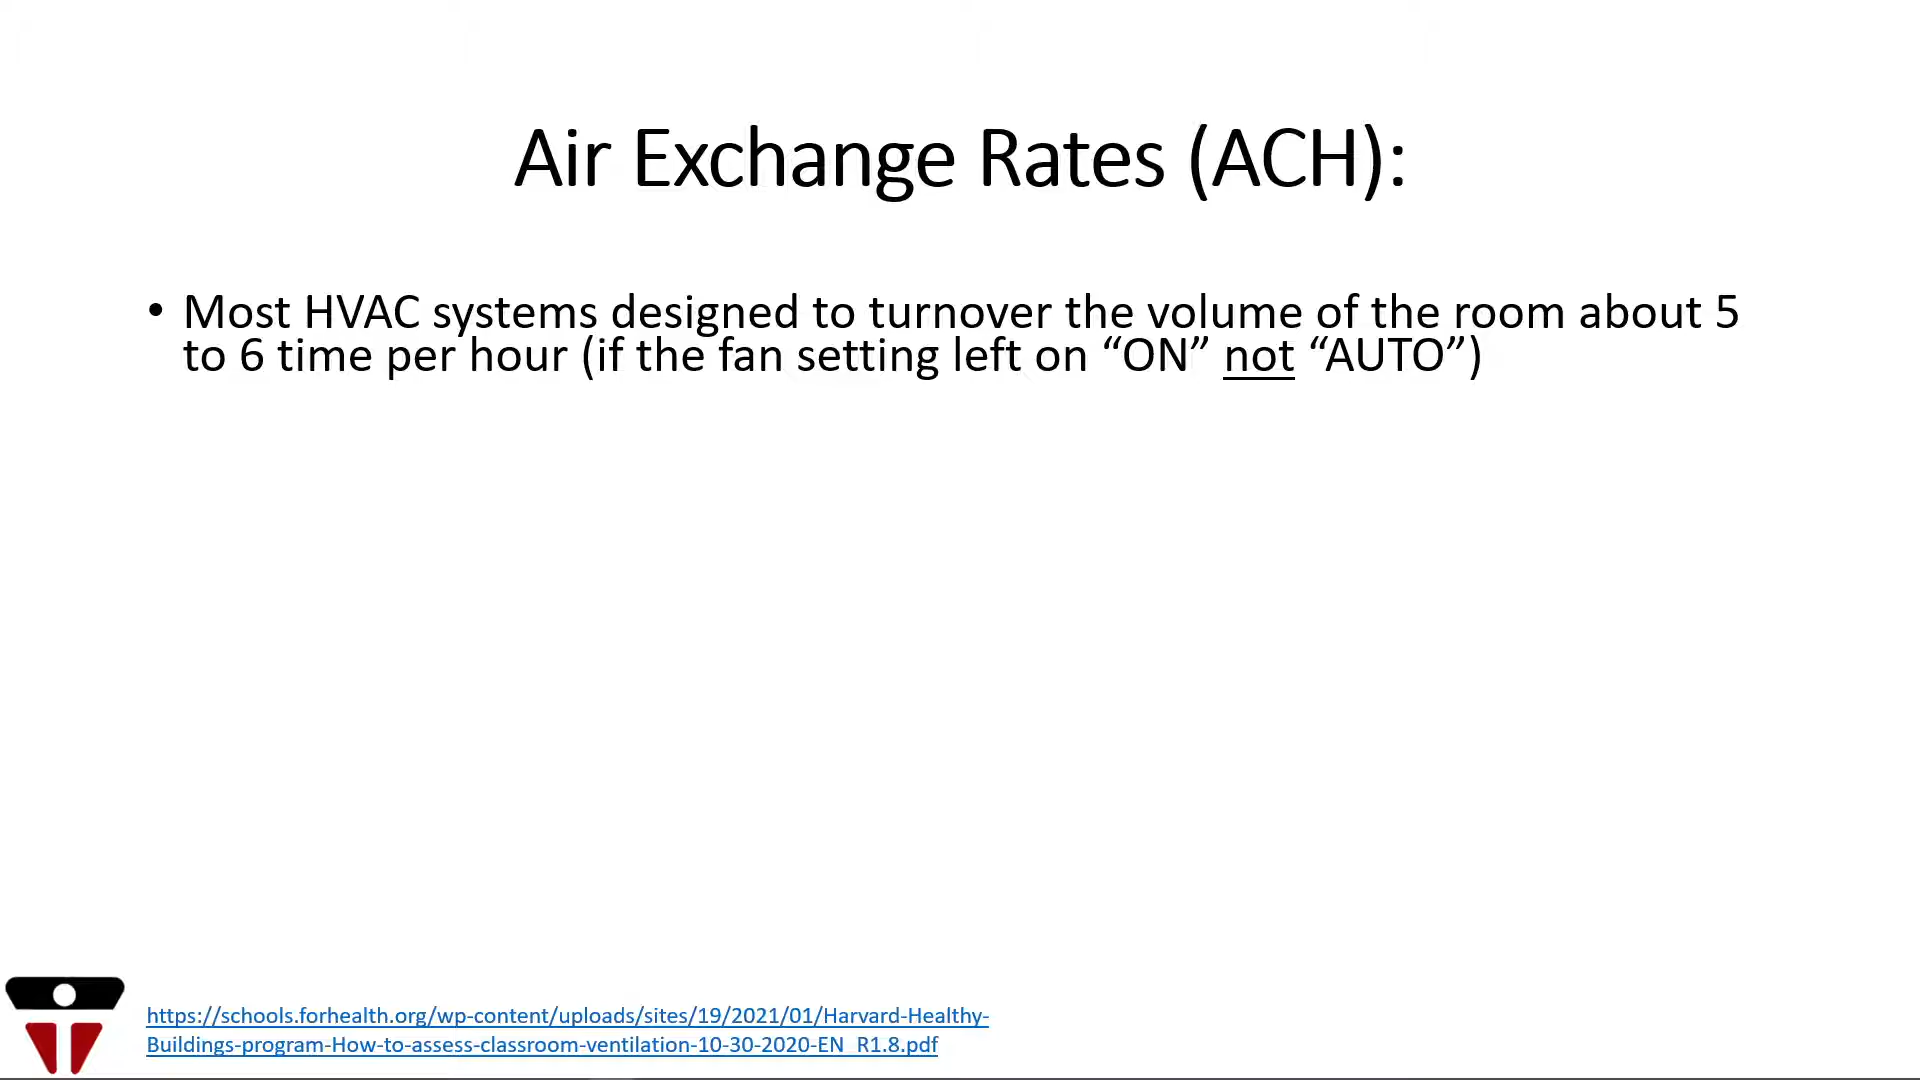 Air Exchange Rates (ACH):
• Most HVAC systems designed to turnover the volume of the room about 5
to 6 time per hour (if the fan setting left on “ON” not “AUTO”)
https://schools.forhealth.org/wp-content/uploads/sites/19/2021/01/Harvard-Healthy-
Buildings-program-How-to-assess-classroom-ventilation-10-30-2020-EN_R1.8.pdf